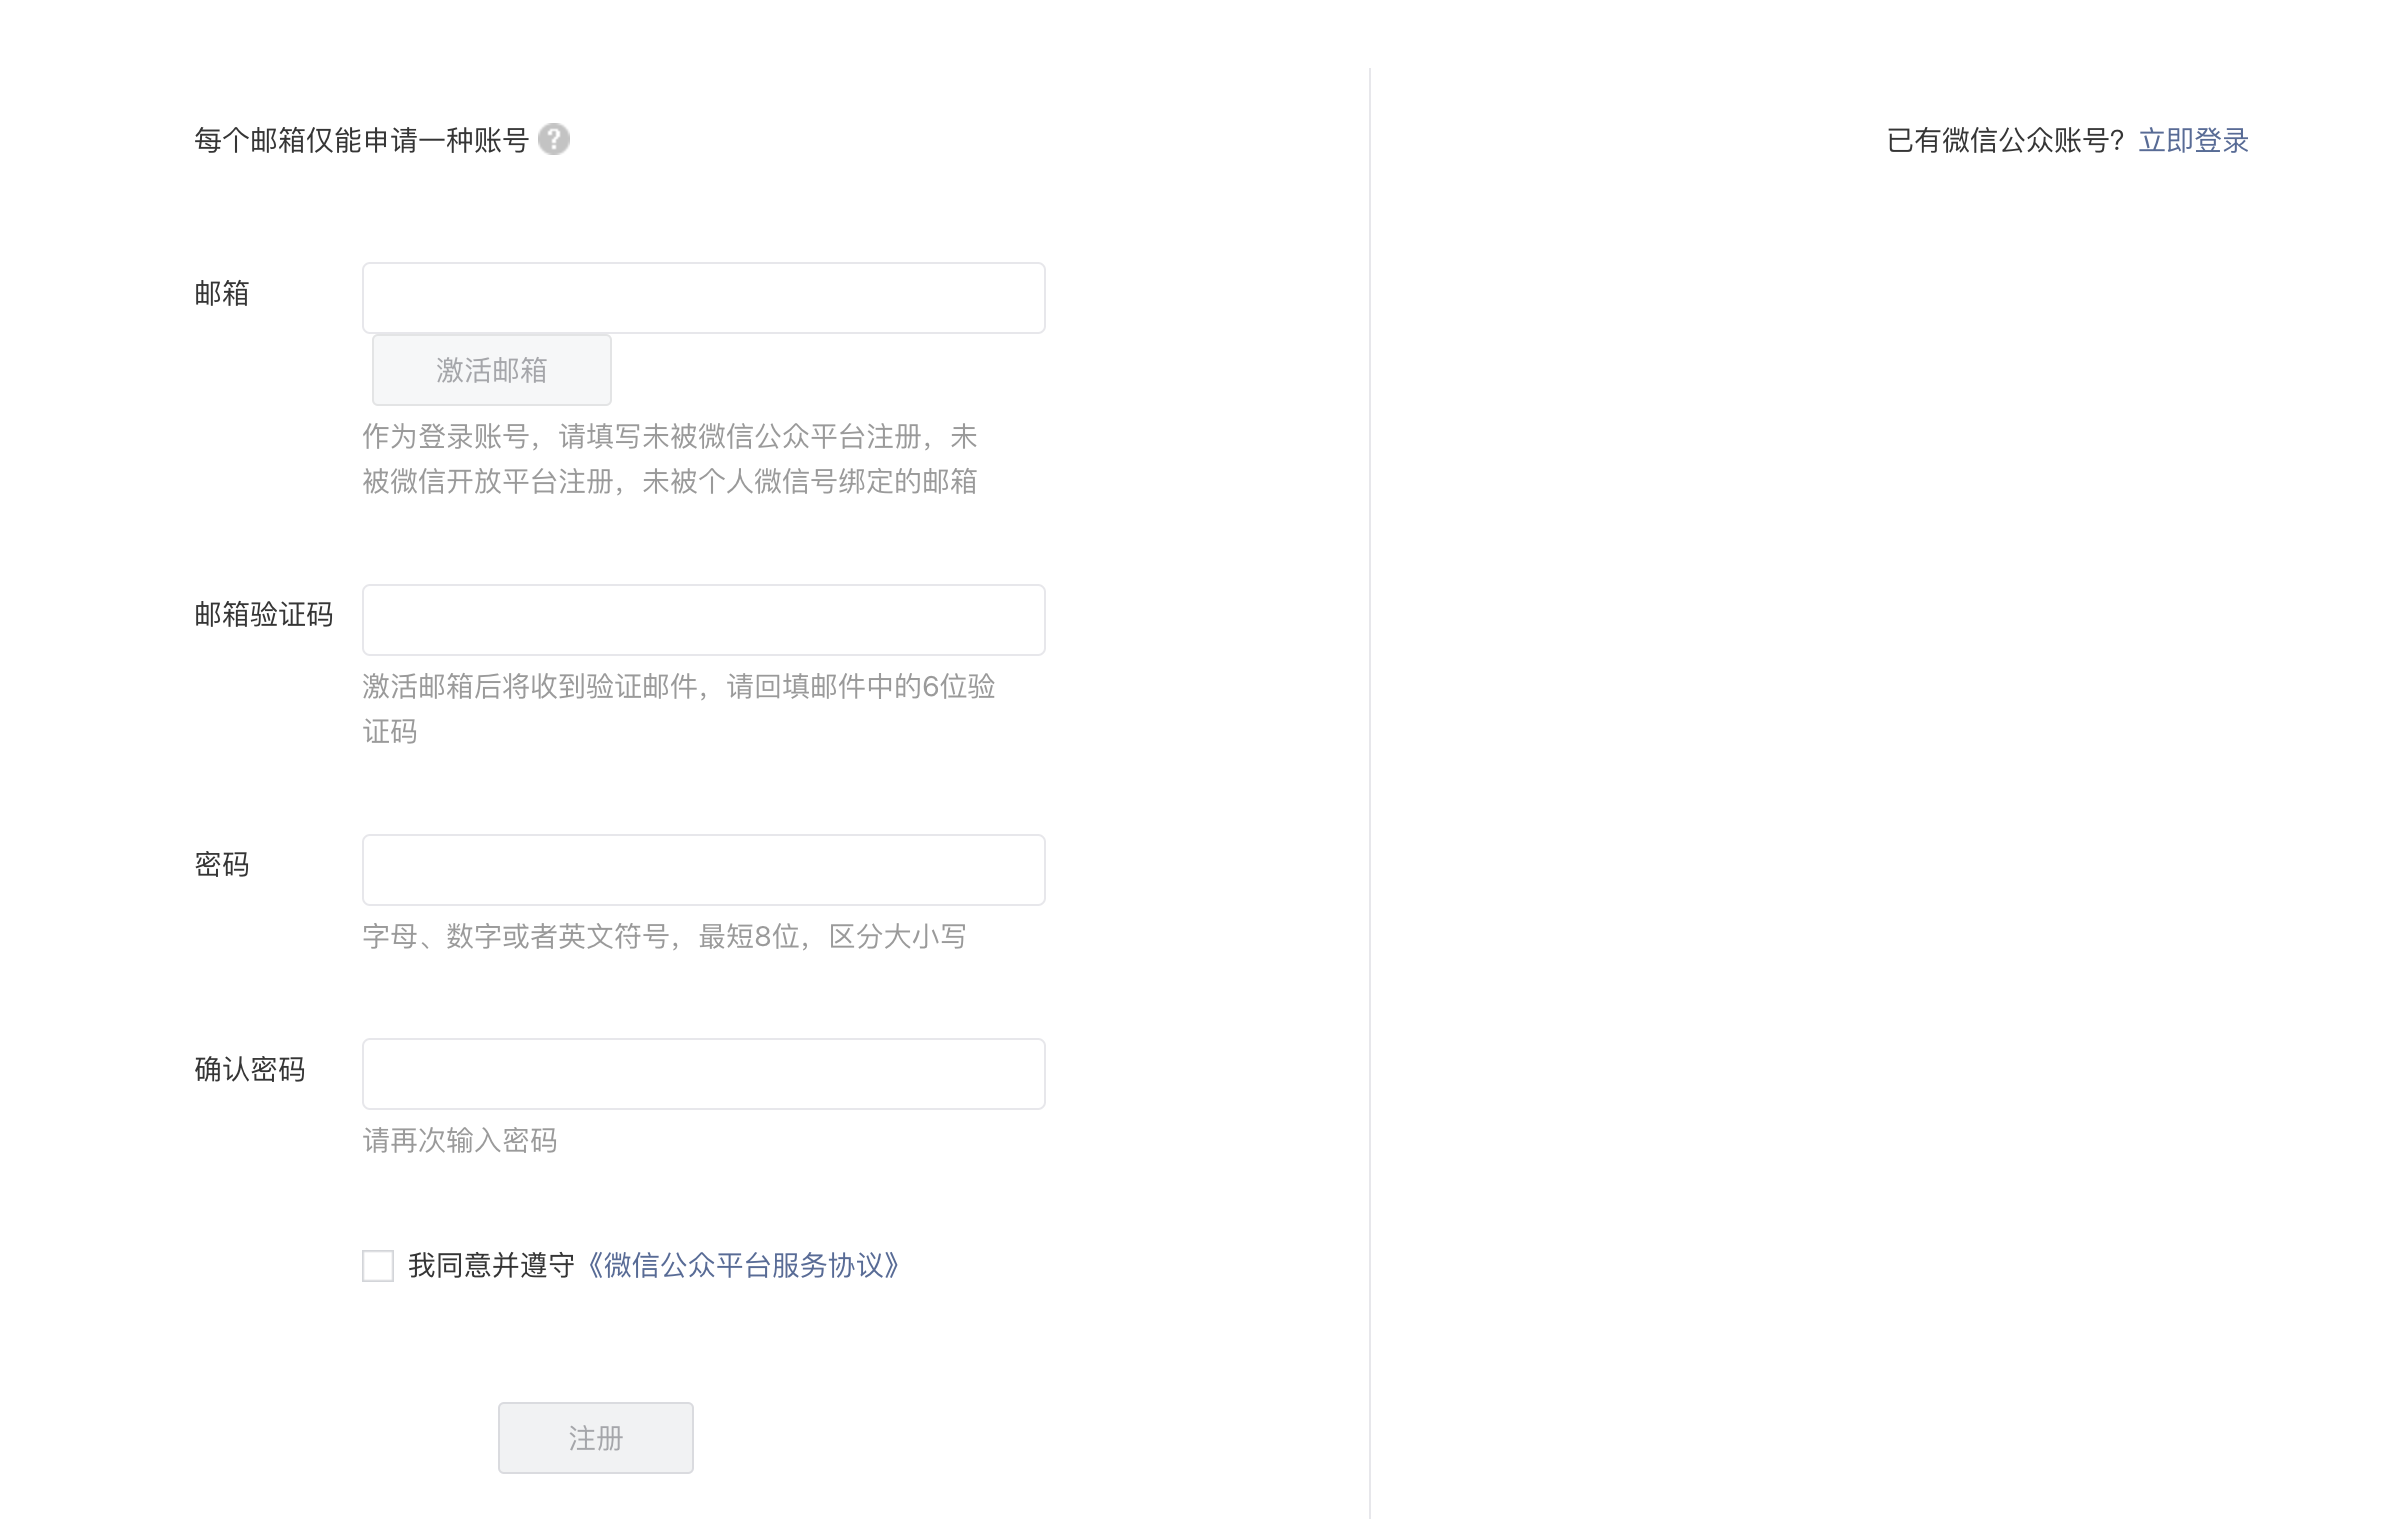 每个邮箱仅能申请一种账号
已有微信公众账号？立即登录
邮箱
激活邮箱
作为登录账号，请填写未被微信公众平台注册，未
被微信开放平台注册，未被个人微信号绑定的邮箱
邮箱验证码
激活邮箱后将收到验证邮件，请回填邮件中的6位验
证码
密码
字母、数字或者英文符号，最短8位，区分大小写
确认密码
请再次输入密码
我同意并遵守《微信公众平台服务协议》
注册